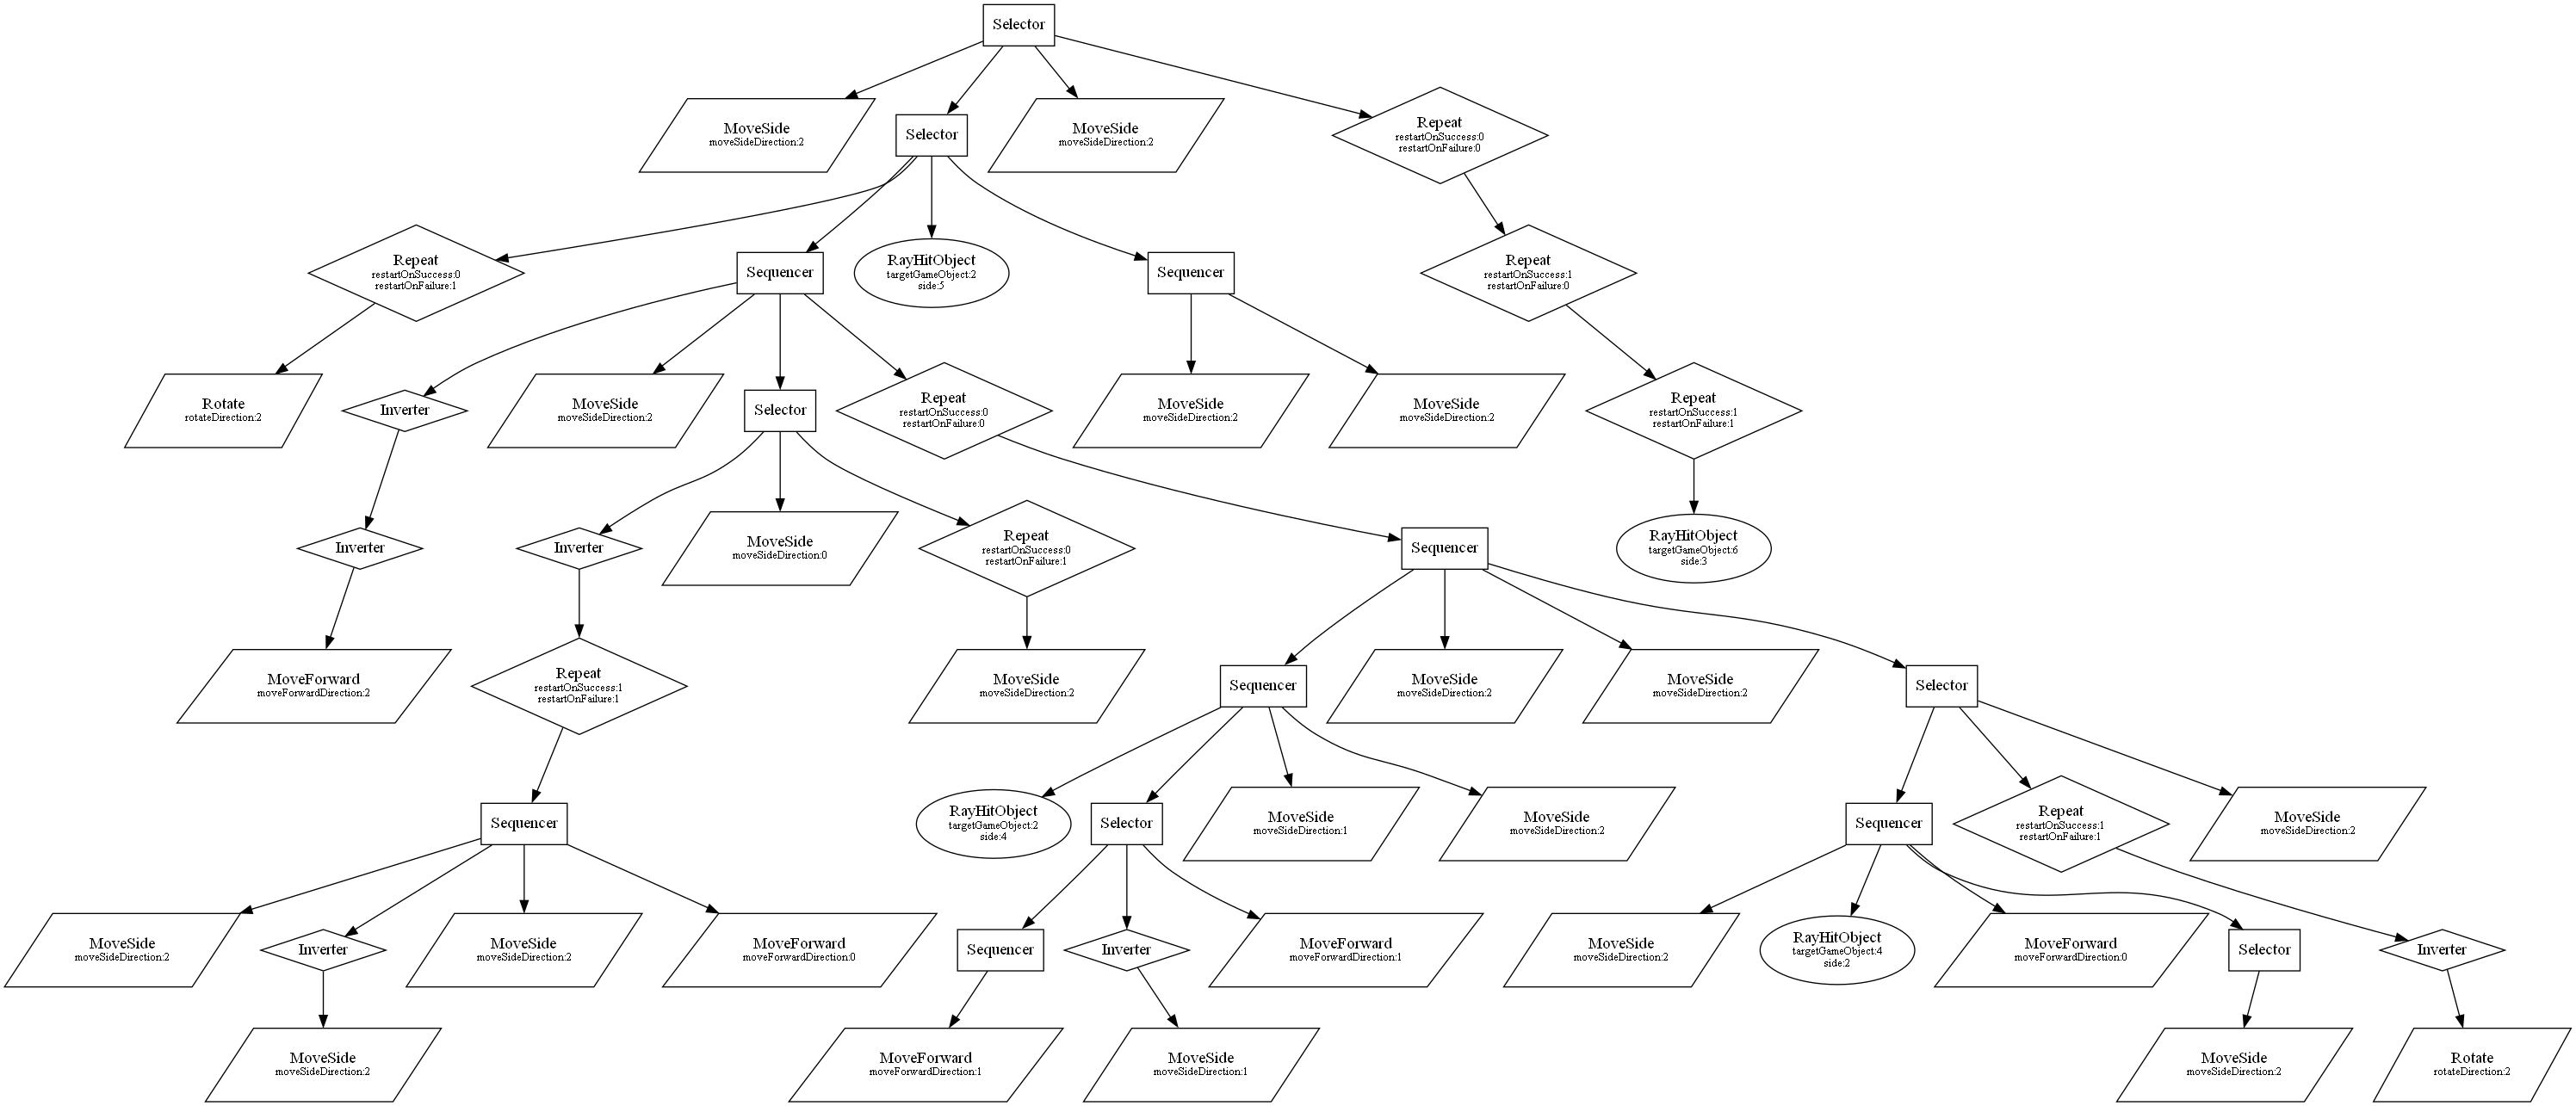 Selector
MoveSide
moveSideDirection:2
Selector
MoveSide
moveSideDirection:2
Repeat
restartOnSuccess:0
restartOnFailure:0
Repeat
restartOnSuccess:0
restartOnFailure:1
Sequencer
RayHitObject
targetGameObject:2
side:5
Sequencer
Repeat
restartOnSuccess:1
restartOnFailure:0
Rotate
rotateDirection:2
Inverter
MoveSide
moveSideDirection:2
Selector
Repeat
restartOnSuccess:0
restartOnFailure:0
MoveSide
moveSideDirection:2
MoveSide
moveSideDirection:2
Repeat
restartOnSuccess:1
restartOnFailure:1
Inverter
Inverter
MoveSide
moveSideDirection:0
Repeat
restartOnSuccess:0
restartOnFailure:1
Sequencer
RayHitObject
targetGameObject:6
side:3
MoveForward
moveForwardDirection:2
Repeat
restartOnSuccess:1
restartOnFailure:1
MoveSide
moveSideDirection:2
Sequencer
MoveSide
moveSideDirection:2
MoveSide
moveSideDirection:2
Selector
Sequencer
RayHitObject
targetGameObject:2
side:4
Selector
MoveSide
moveSideDirection:1
MoveSide
moveSideDirection:2
Sequencer
Repeat
restartOnSuccess:1
restartOnFailure:1
MoveSide
moveSideDirection:2
MoveSide
moveSideDirection:2
Inverter
MoveSide
moveSideDirection:2
MoveForward
moveForwardDirection:0
Sequencer
Inverter
MoveForward
moveForwardDirection:1
MoveSide
moveSideDirection:2
RayHitObject
targetGameObject:4
side:2
MoveForward
moveForwardDirection:0
Selector
Inverter
MoveSide
moveSideDirection:2
MoveForward
moveForwardDirection:1
MoveSide
moveSideDirection:1
MoveSide
moveSideDirection:2
Rotate
rotateDirection:2